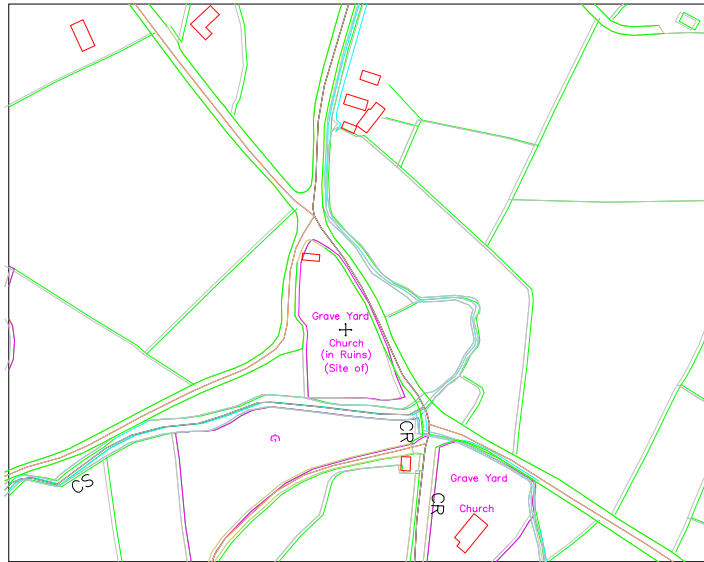 Grave Yard
Church
(in Ruins)
(Site of)
CR
CS
Grave Yard
CR
Church